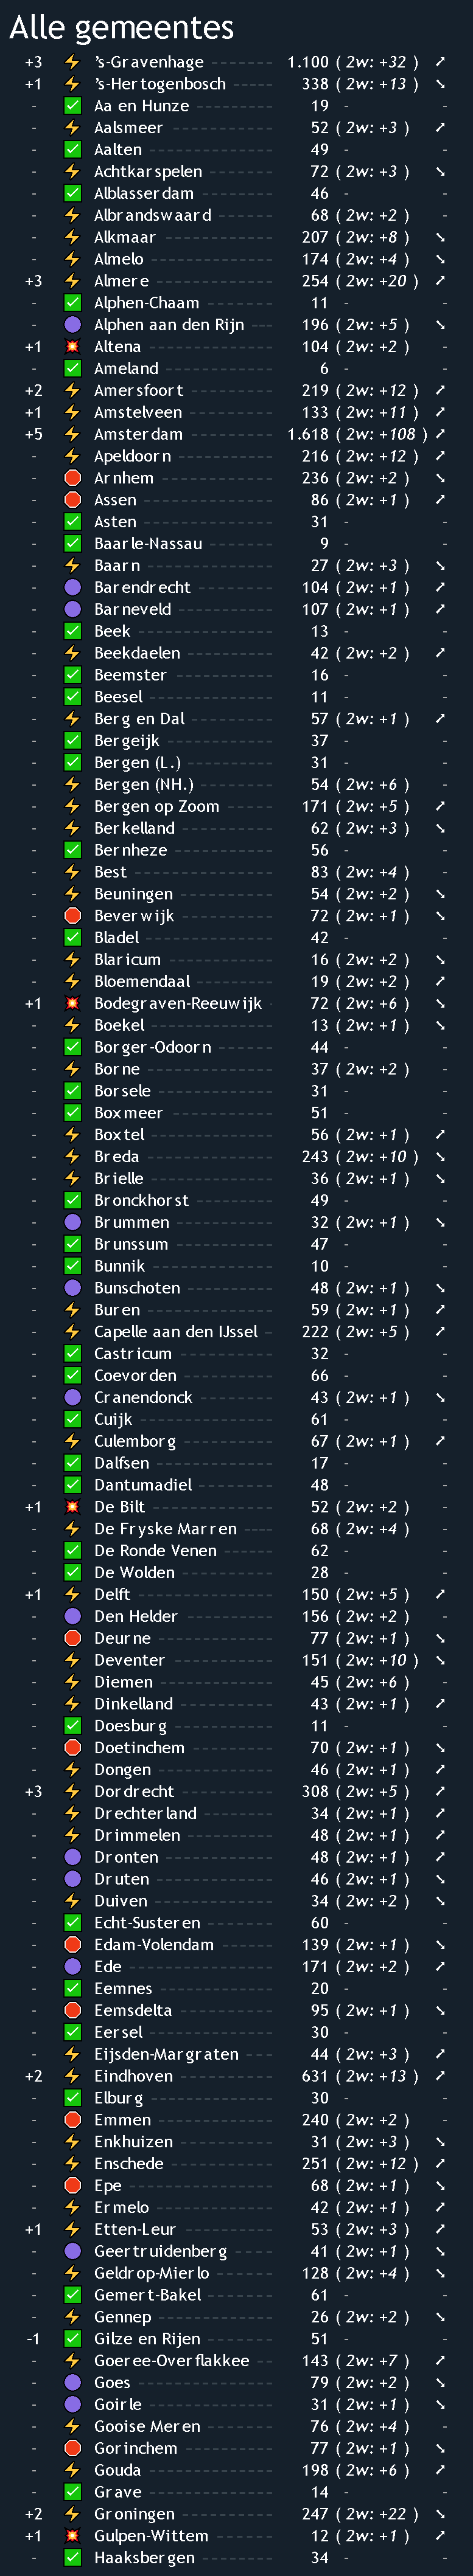 Alle gemeentes
+3 ⚡ 's-Gravenhage 1.100 ( 2w: +32 ) ↗
+1 ⚡ 's-Hertogenbosch 338 ( 2w: +13 ) ↘
- ✅ Aa en Hunze 19 - -
- ⚡ Aalsmeer 52 ( 2w: +3 ) ↗
- ✅ Aalten 49 - -
- ⚡ Achtkarspelen 72 ( 2w: +3 ) ↘
- ✅ Alblasserdam 46 - -
- ⚡ Albrandswaard 68 ( 2w: +2 ) -
- ⚡ Alkmaar 207 ( 2w: +8 ) ↘
- ⚡ Almelo 174 ( 2w: +4 ) ↘
+3 ⚡ Almere 254 ( 2w: +20 ) ↗
- ✅ Alphen-Chaam 11 - -
- 🟣 Alphen aan den Rijn 196 ( 2w: +5 ) ↘
+1 💥 Altena 104 ( 2w: +2 ) -
- ✅ Ameland 6 - -
+2 ⚡ Amersfoort 219 ( 2w: +12 ) ↗
+1 ⚡ Amstelveen 133 ( 2w: +11 ) ↗
+5 ⚡ Amsterdam 1.618 ( 2w: +108 ) ↗
- ⚡ Apeldoorn 216 ( 2w: +12 ) ↗
- 🛑 Arnhem 236 ( 2w: +2 ) ↘
- 🛑 Assen 86 ( 2w: +1 ) ↗
- ✅ Asten 31 - -
- ✅ Baarle-Nassau 9 - -
- ⚡ Baarn 27 ( 2w: +3 ) ↘
- 🟣 Barendrecht 104 ( 2w: +1 ) ↗
- 🟣 Barneveld 107 ( 2w: +1 ) ↗
- ✅ Beek 13 - -
- ⚡ Beekdaelen 42 ( 2w: +2 ) ↗
- ✅ Beemster 16 - -
- ✅ Beesel 11 - -
- ⚡ Berg en Dal 57 ( 2w: +1 ) ↗
- ✅ Bergeijk 37 - -
- ✅ Bergen (L.) 31 - -
- ⚡ Bergen (NH.) 54 ( 2w: +6 ) -
- ⚡ Bergen op Zoom 171 ( 2w: +5 ) ↗
- ⚡ Berkelland 62 ( 2w: +3 ) ↘
- ✅ Bernheze 56 - -
- ⚡ Best 83 ( 2w: +4 ) -
- ⚡ Beuningen 54 ( 2w: +2 ) ↘
- 🛑 Beverwijk 72 ( 2w: +1 ) ↘
- ✅ Bladel 42 - -
- ⚡ Blaricum 16 ( 2w: +2 ) ↘
- ⚡ Bloemendaal 19 ( 2w: +2 ) ↗
+1 💥 Bodegraven-Reeuwijk 72 ( 2w: +6 ) ↘
- ⚡ Boekel 13 ( 2w: +1 ) ↘
- ✅ Borger-Odoorn 44 - -
- ⚡ Borne 37 ( 2w: +2 ) -
- ✅ Borsele 31 - -
- ✅ Boxmeer 51 - -
- ⚡ Boxtel 56 ( 2w: +1 ) ↗
- ⚡ Breda 243 ( 2w: +10 ) ↘
- ⚡ Brielle 36 ( 2w: +1 ) ↘
- ✅ Bronckhorst 49 - -
- 🟣 Brummen 32 ( 2w: +1 ) ↘
- ✅ Brunssum 47 - -
- ✅ Bunnik 10 - -
- 🟣 Bunschoten 48 ( 2w: +1 ) ↘
- ⚡ Buren 59 ( 2w: +1 ) ↗
- ⚡ Capelle aan den IJssel 222 ( 2w: +5 ) ↗
- ✅ Castricum 32 - -
- ✅ Coevorden 66 - -
- 🟣 Cranendonck 43 ( 2w: +1 ) ↘
- ✅ Cuijk 61 - -
- ⚡ Culemborg 67 ( 2w: +1 ) ↗
- ✅ Dalfsen 17 - -
- ✅ Dantumadiel 48 - -
+1 💥 De Bilt 52 ( 2w: +2 ) -
- ⚡ De Fryske Marren 68 ( 2w: +4 ) -
- ✅ De Ronde Venen 62 - -
- ✅ De Wolden 28 - -
+1 ⚡ Delft 150 ( 2w: +5 ) ↗
- 🟣 Den Helder 156 ( 2w: +2 ) -
- 🛑 Deurne 77 ( 2w: +1 ) ↘
- ⚡ Deventer 151 ( 2w: +10 ) ↘
- ⚡ Diemen 45 ( 2w: +6 ) -
- ⚡ Dinkelland 43 ( 2w: +1 ) ↗
- ✅ Doesburg 11 - -
- 🛑 Doetinchem 70 ( 2w: +1 ) ↘
- ⚡ Dongen 46 ( 2w: +1 ) ↗
+3 ⚡ Dordrecht 308 ( 2w: +5 ) ↗
- ⚡ Drechterland 34 ( 2w: +1 ) ↗
- ⚡ Drimmelen 48 ( 2w: +1 ) ↗
- 🟣 Dronten 48 ( 2w: +1 ) ↗
- 🟣 Druten 46 ( 2w: +1 ) ↘
- ⚡ Duiven 34 ( 2w: +2 ) ↘
- ✅ Echt-Susteren 60 - -
- 🛑 Edam-Volendam 139 ( 2w: +1 ) ↘
- 🟣 Ede 171 ( 2w: +2 ) ↗
- ✅ Eemnes 20 - -
- 🛑 Eemsdelta 95 ( 2w: +1 ) ↘
- ✅ Eersel 30 - -
- ⚡ Eijsden-Margraten 44 ( 2w: +3 ) ↗
+2 ⚡ Eindhoven 631 ( 2w: +13 ) ↗
- ✅ Elburg 30 - -
- 🛑 Emmen 240 ( 2w: +2 ) -
- ⚡ Enkhuizen 31 ( 2w: +3 ) ↘
- ⚡ Enschede 251 ( 2w: +12 ) ↗
- 🛑 Epe 68 ( 2w: +1 ) ↘
- ⚡ Ermelo 42 ( 2w: +1 ) ↗
+1 ⚡ Etten-Leur 53 ( 2w: +3 ) ↗
- 🟣 Geertruidenberg 41 ( 2w: +1 ) ↘
- ⚡ Geldrop-Mierlo 128 ( 2w: +4 ) ↘
- ✅ Gemert-Bakel 61 - -
- ⚡ Gennep 26 ( 2w: +2 ) ↘
-1 ✅ Gilze en Rijen 51 - -
- ⚡ Goeree-Overflakkee 143 ( 2w: +7 ) ↗
- 🟣 Goes 79 ( 2w: +2 ) ↘
- 🟣 Goirle 31 ( 2w: +1 ) ↘
- ⚡ Gooise Meren 76 ( 2w: +4 ) -
- 🛑 Gorinchem 77 ( 2w: +1 ) ↘
- ⚡ Gouda 198 ( 2w: +6 ) ↗
- ✅ Grave 14 - -
+2 ⚡ Groningen 247 ( 2w: +22 ) ↘
+1 💥 Gulpen-Wittem 12 ( 2w: +1 ) ↗
- ✅ Haaksbergen 34 - -